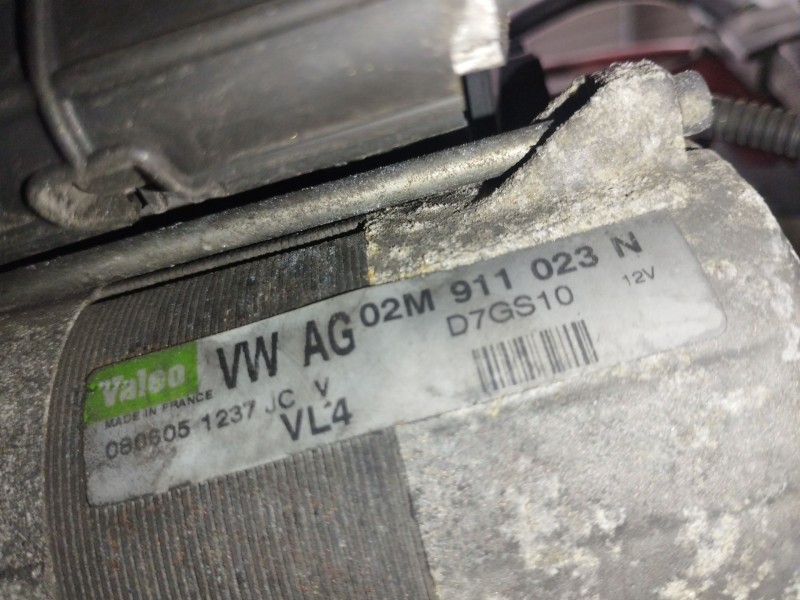 Valeo VW AG 02M 911 023 N
MADE IN FRANCE D7GS10 12V
080605 1237 JC V
VL4